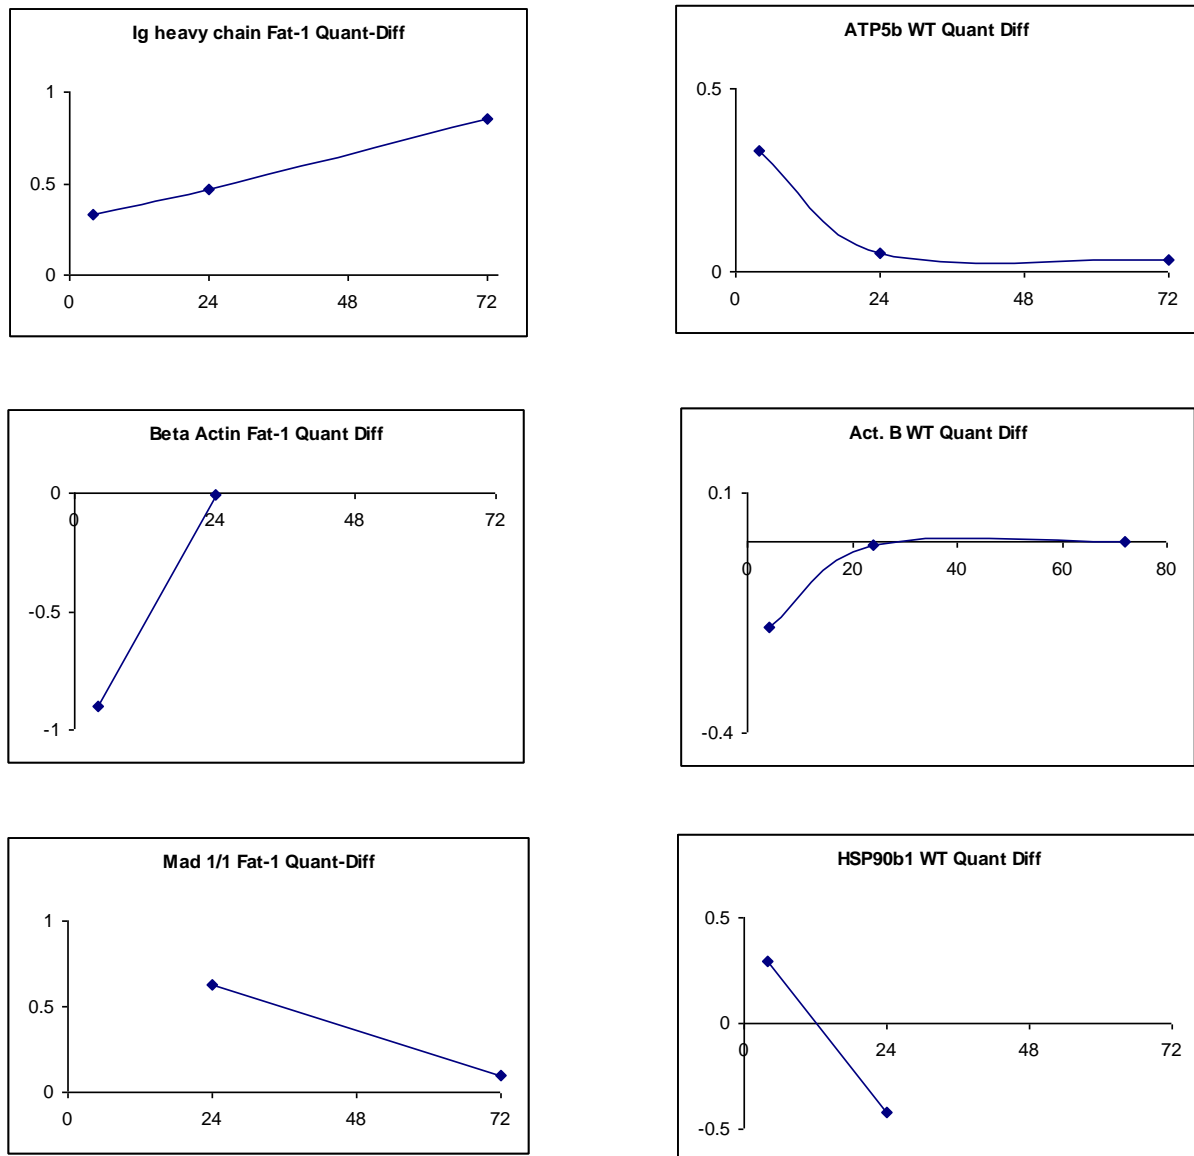 Ig heavy chain Fat-1 Quant-Diff
1
0.5
0
0 24 48 72
ATP5b WT Quant Diff
0.5
0
0 24 48 72
Beta Actin Fat-1 Quant Diff
0
0 24 48 72
-0.5
-1
Act. B WT Quant Diff
0.1
0 20 40 60 80
-0.4
Mad 1/1 Fat-1 Quant-Diff
1
0.5
0
0 24 48 72
HSP90b1 WT Quant Diff
0.5
0
0 24 48 72
-0.5